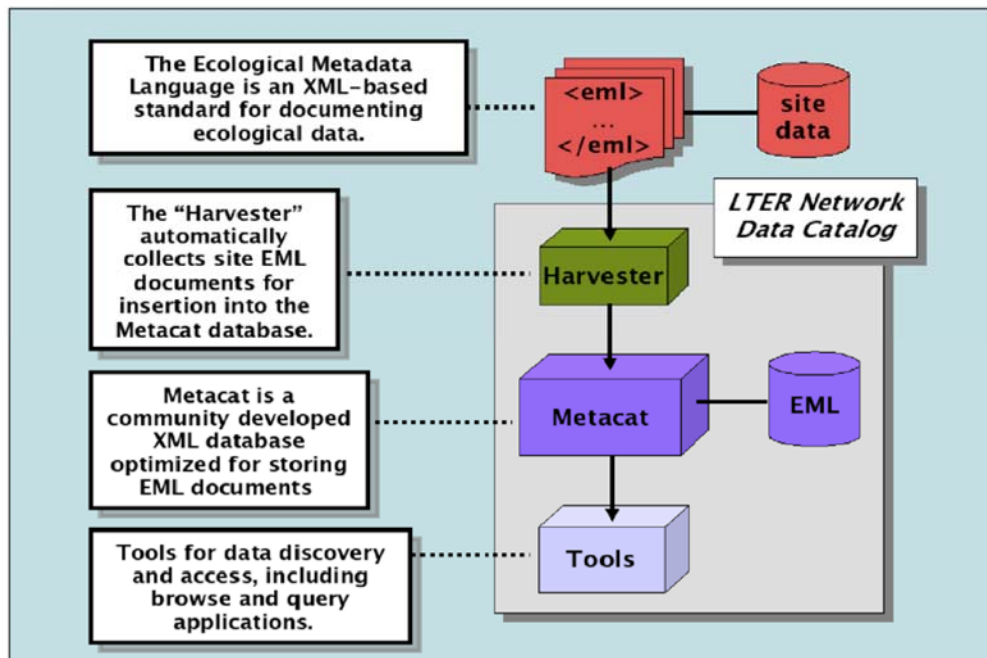 The Ecological Metadata
Language is an XML-based
standard for documenting
ecological data.
<eml>
...
</eml>
site
data
LTER Network
Data Catalog
The “Harvester”
automatically
collects site EML
documents for
insertion into the
Metacat database.
Harvester
Metacat is a
community developed
XML database
optimized for storing
EML documents
Metacat
EML
Tools for data discovery
and access, including
browse and query
applications.
Tools